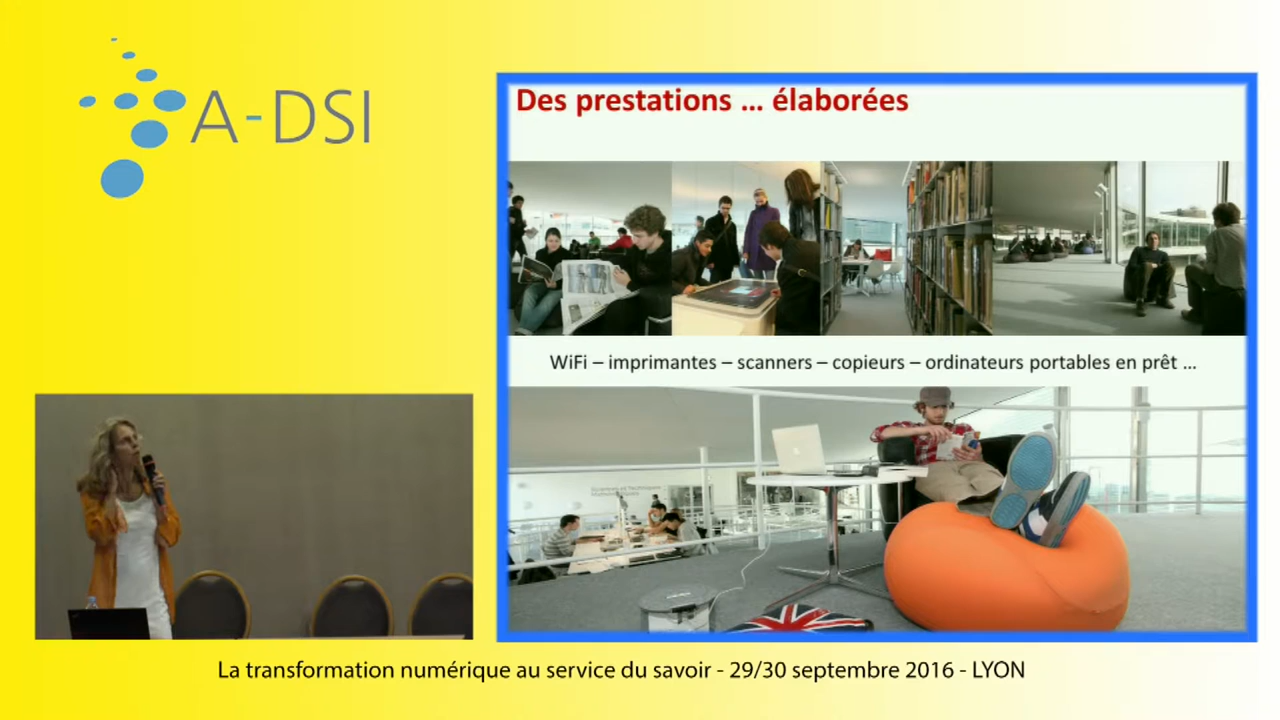 A-DSI
Des prestations ... élaborées
WiFi – imprimantes – scanners – copieurs – ordinateurs portables en prêt ...
La transformation numérique au service du savoir - 29/30 septembre 2016 - LYON